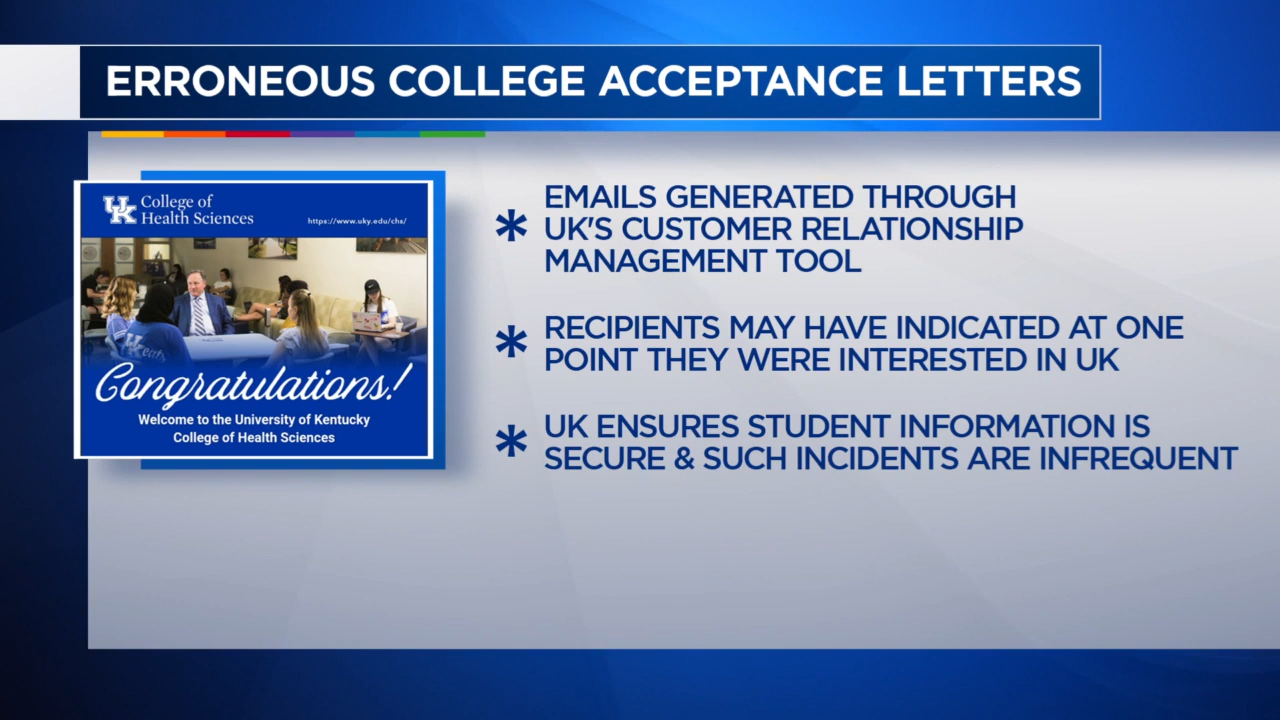 ERRONEOUS COLLEGE ACCEPTANCE LETTERS
UK
College of
Health Sciences
https://www.uky.edu/chs/
Congratulations!
Welcome to the University of Kentucky
College of Health Sciences
* EMAILS GENERATED THROUGH
UK'S CUSTOMER RELATIONSHIP
MANAGEMENT TOOL
* RECIPIENTS MAY HAVE INDICATED AT ONE
POINT THEY WERE INTERESTED IN UK
* UK ENSURES STUDENT INFORMATION IS
SECURE & SUCH INCIDENTS ARE INFREQUENT